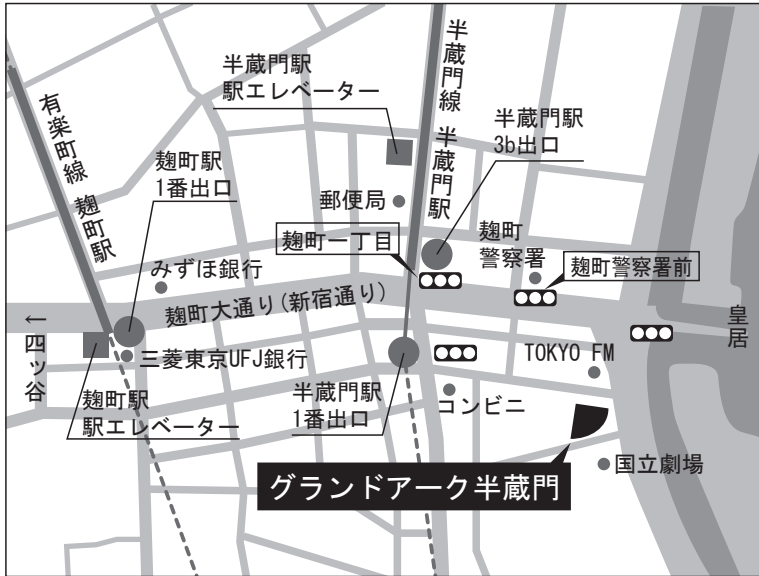 半蔵門駅
駅エレベーター
半蔵門線 半蔵門駅
半蔵門駅
3b出口
有楽町線 麹町駅
麹町駅
1番出口
郵便局
麹町一丁目
麹町
警察署
麹町警察署前
みずほ銀行
麹町大通り(新宿通り)
皇居
←四ッ谷
三菱東京UFJ銀行
TOKYO FM
麹町駅
駅エレベーター
半蔵門駅
1番出口
コンビニ
グランドアーク半蔵門
国立劇場